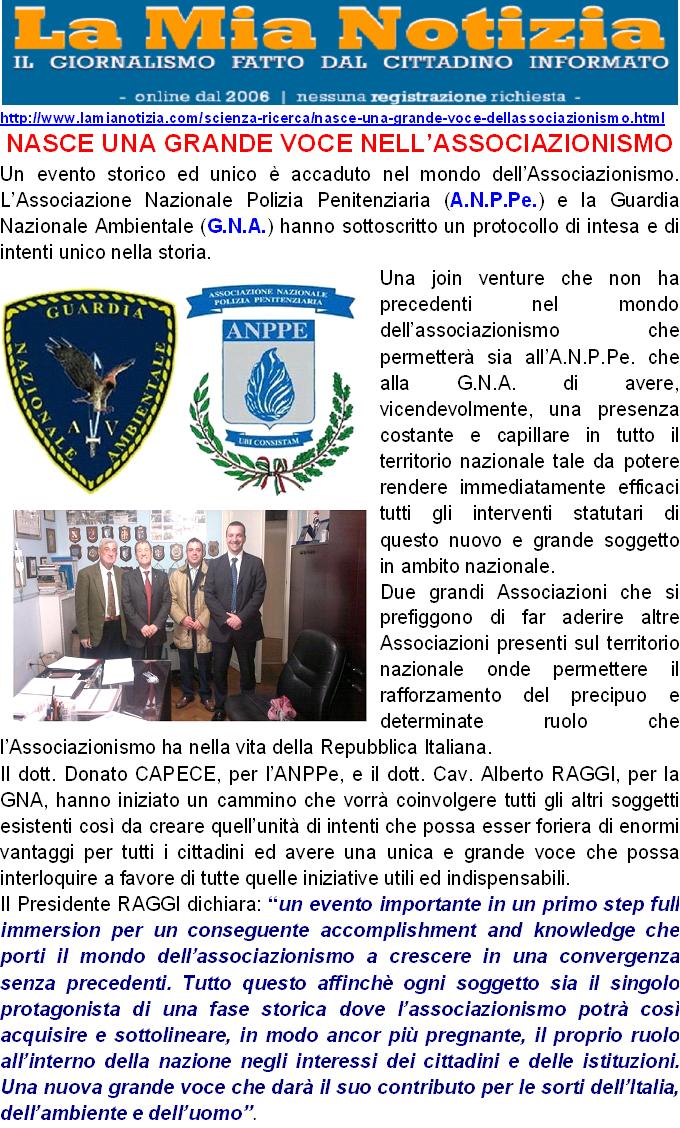 La Mia Notizia
IL GIORNALISMO FATTO DAL CITTADINO INFORMATO
- online dal 2006 | nessuna registrazione richiesta -
http://www.lamianotizia.com/scienza-ricerca/nasce-una-grande-voce-dellassociazionismo.html
NASCE UNA GRANDE VOCE NELL’ASSOCIAZIONISMO
Un evento storico ed unico è accaduto nel mondo dell’Associazionismo.
L’Associazione Nazionale Polizia Penitenziaria (A.N.P.Pe.) e la Guardia
Nazionale Ambientale (G.N.A.) hanno sottoscritto un protocollo di intesa e di
intenti unico nella storia.
GUARDIA
NAZIONALE
AMBIENTALE
A V
ASSOCIAZIONE NAZIONALE
POLIZIA PENITENZIARIA
ANPPE
UBI CONSISTAM
Una join venture che non ha
precedenti nel mondo
dell’associazionismo che
permetterà sia all’A.N.P.Pe. che
alla G.N.A. di avere,
vicendevolmente, una presenza
costante e capillare in tutto il
territorio nazionale tale da potere
rendere immediatamente efficaci
tutti gli interventi statutari di
questo nuovo e grande soggetto
in ambito nazionale.
Due grandi Associazioni che si
prefiggono di far aderire altre
Associazioni presenti sul territorio
nazionale onde permettere il
rafforzamento del precipuo e
determinate ruolo che
l’Associazionismo ha nella vita della Repubblica Italiana.
Il dott. Donato CAPECE, per l’ANPPe, e il dott. Cav. Alberto RAGGI, per la
GNA, hanno iniziato un cammino che vorrà coinvolgere tutti gli altri soggetti
esistenti così da creare quell’unità di intenti che possa esser foriera di enormi
vantaggi per tutti i cittadini ed avere una unica e grande voce che possa
interloquire a favore di tutte quelle iniziative utili ed indispensabili.
Il Presidente RAGGI dichiara: “un evento importante in un primo step full
immersion per un conseguente accomplishment and knowledge che
porti il mondo dell’associazionismo a crescere in una convergenza
senza precedenti. Tutto questo affinchè ogni soggetto sia il singolo
protagonista di una fase storica dove l’associazionismo potrà così
acquisire e sottolineare, in modo ancor più pregnante, il proprio ruolo
all’interno della nazione negli interessi dei cittadini e delle istituzioni.
Una nuova grande voce che darà il suo contributo per le sorti dell’Italia,
dell’ambiente e dell’uomo”.